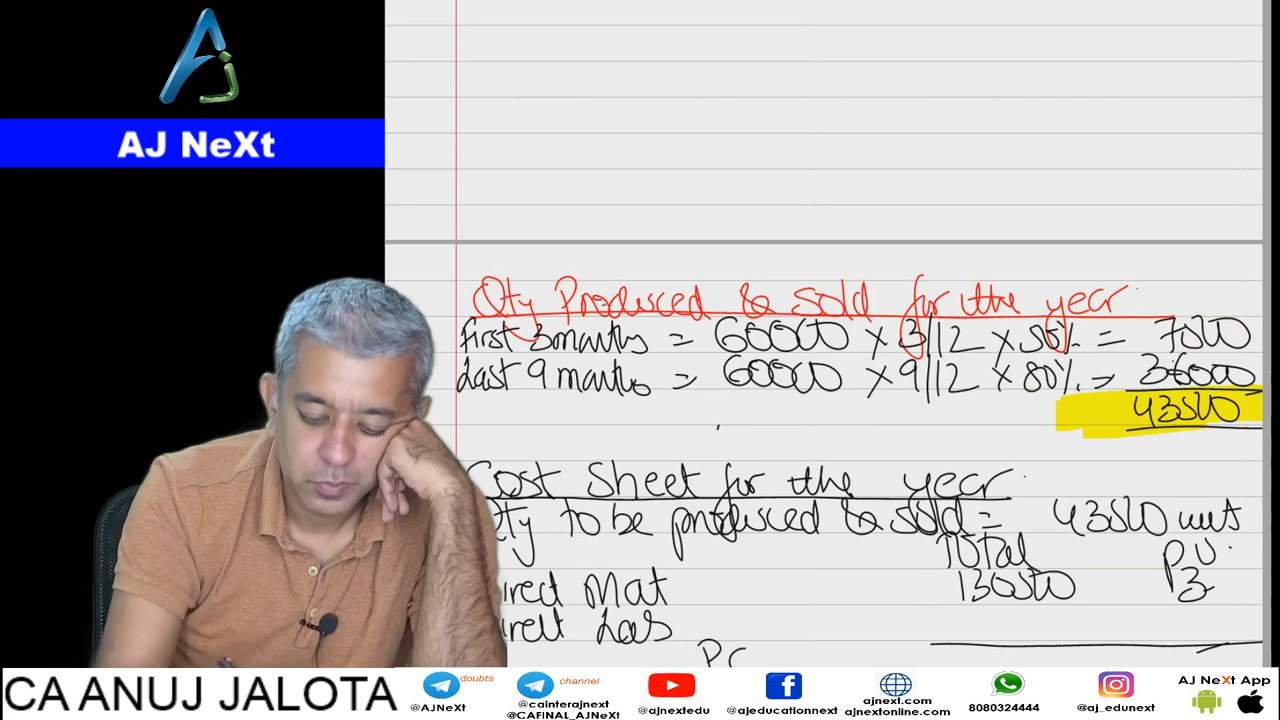 AJ NeXt
Qty Produced & Sold for the year
First 3 months = 60000 × 3/12 × 50% = 7500
Last 9 months = 60000 × 9/12 × 80% = 36000
43500
Cost Sheet for the year
Qty to be produced & sold = 43500 unit
Total P.U.
irect Mat 130500 3
irect Lab
PC
CA ANUJ JALOTA
doubts
@AJNeXt
channel
@cainterajnext
@CAFINAL_AJNeXt
@ajnextedu
@ajeducationnext
ajnext.com
ajnextonline.com
8080324444
@aj_edunext
AJ NeXt App